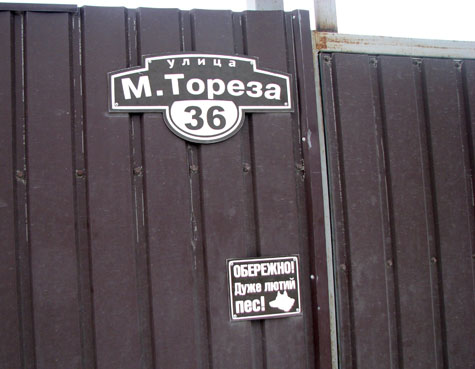 улица
М.Тореза
36
ОБЕРЕЖНО!
Дуже лютий
пес!